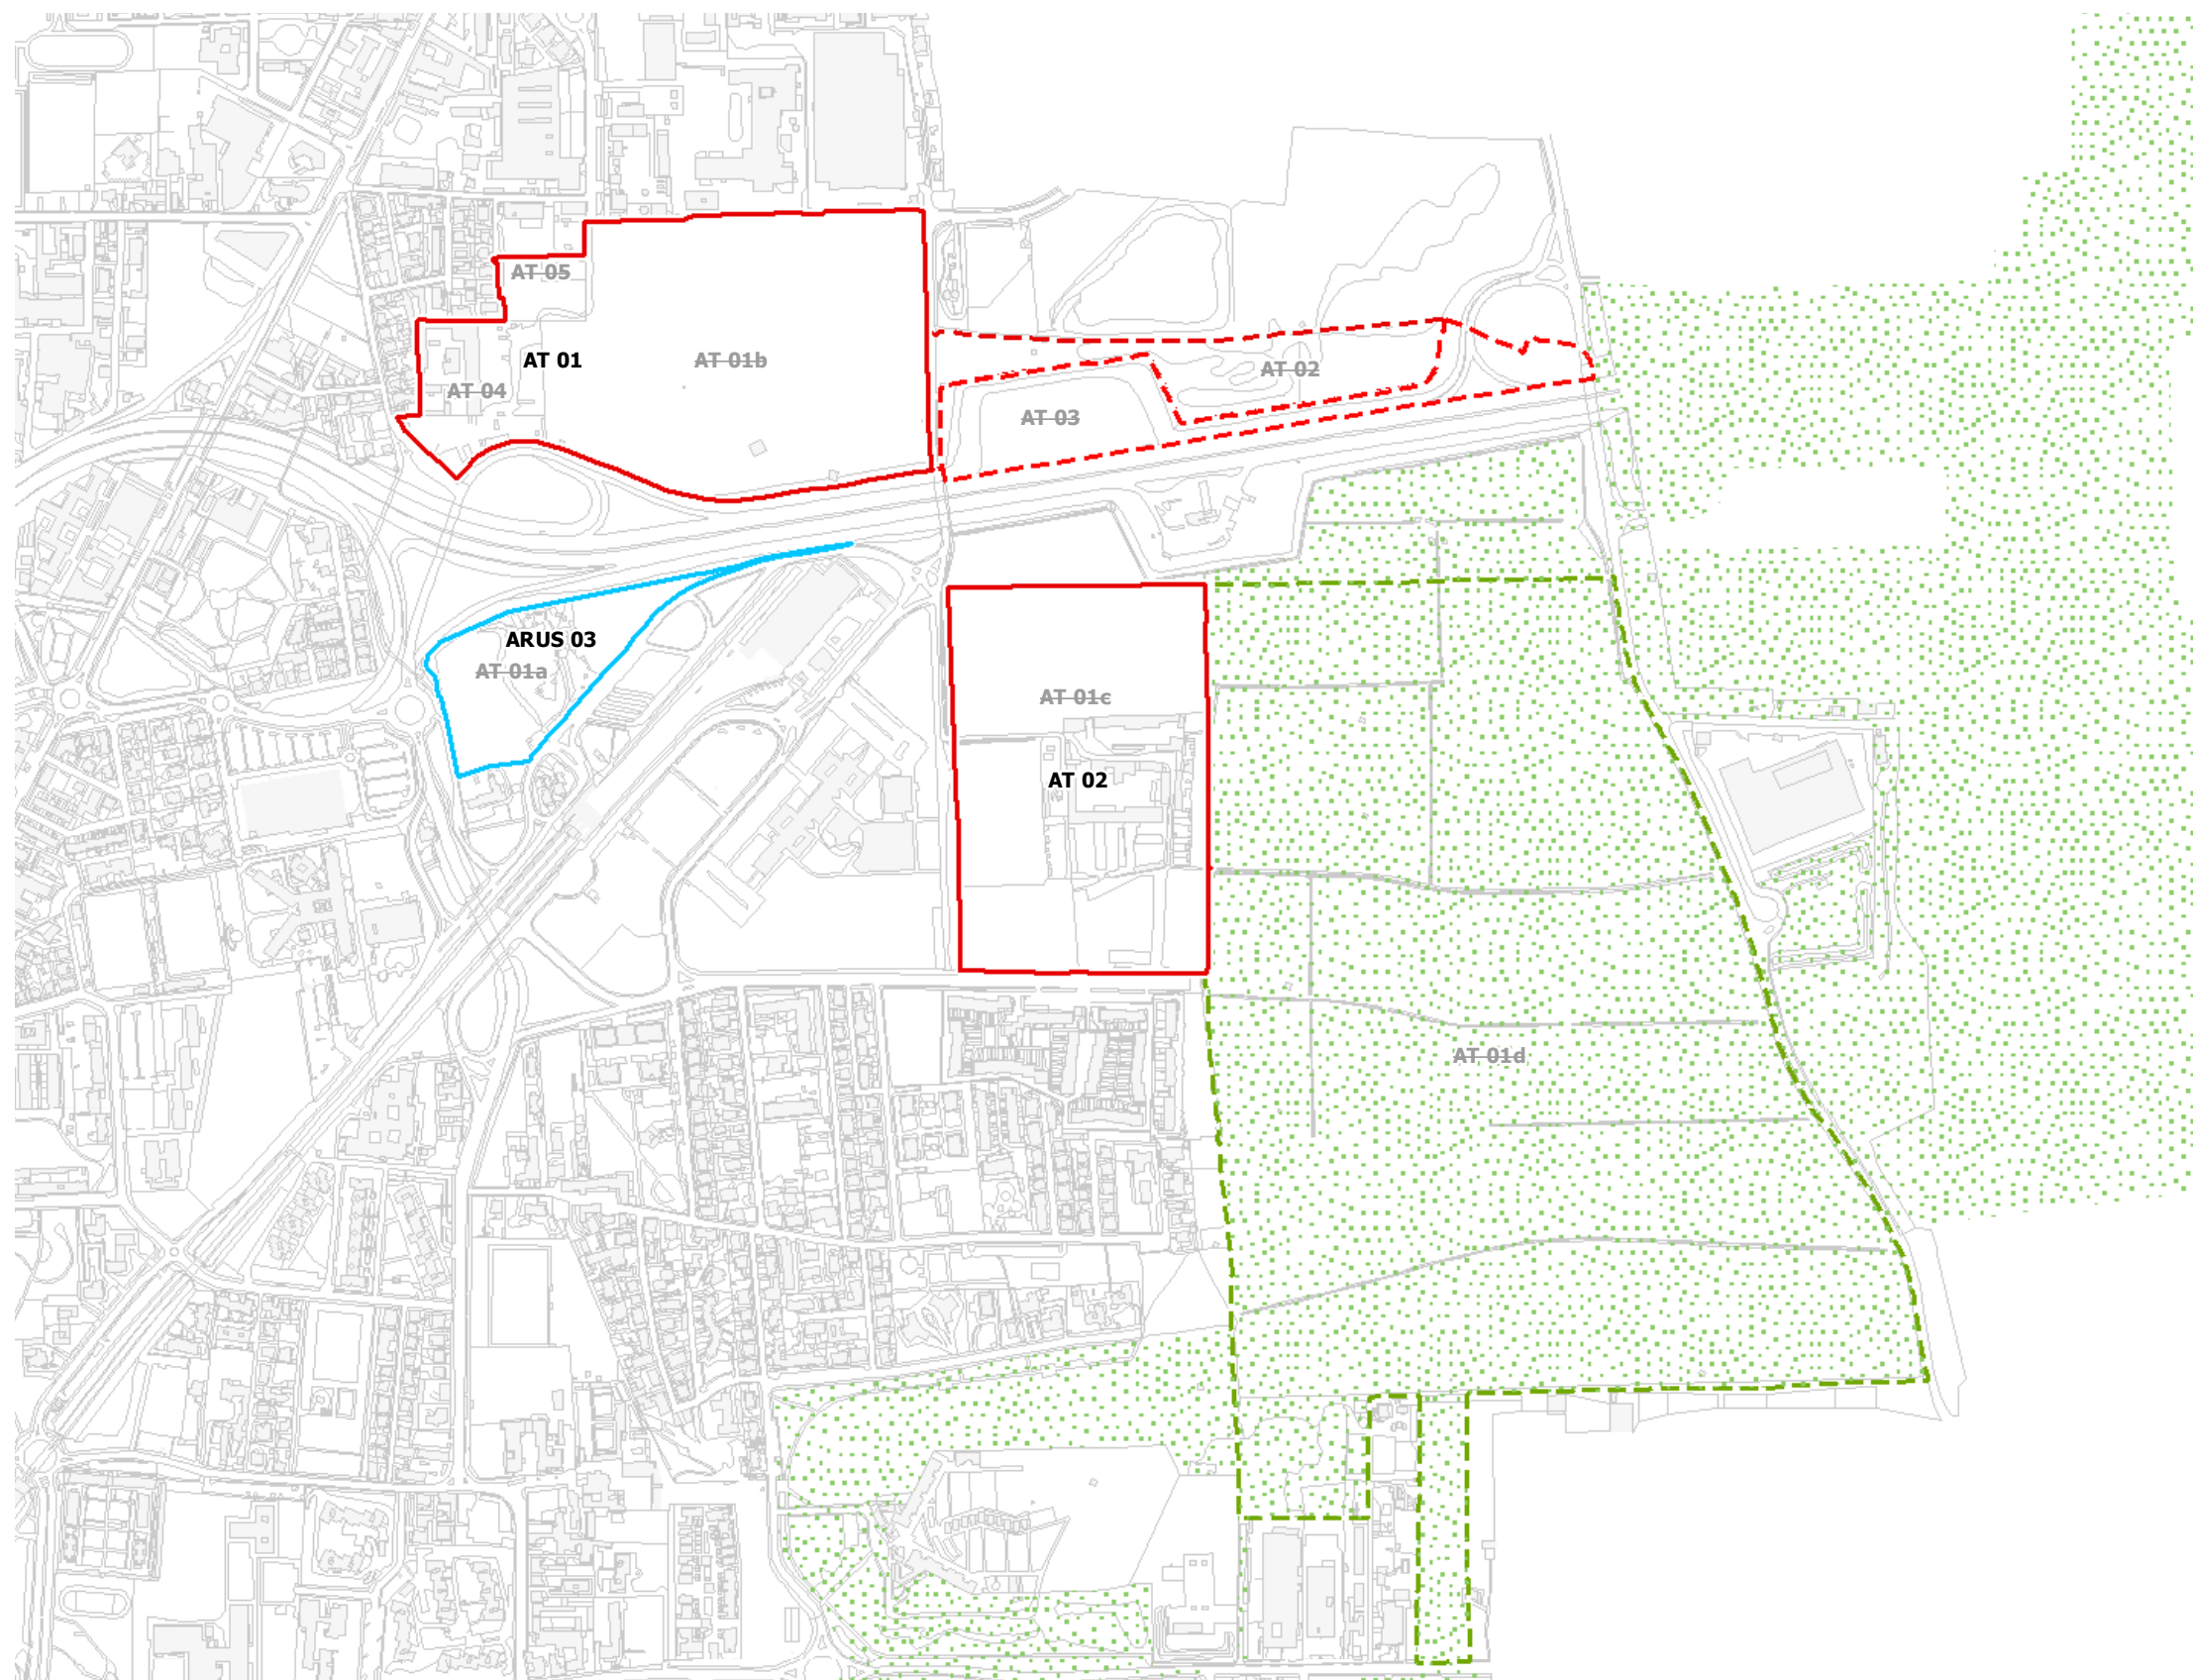 AT 05
AT 01
AT 01b
AT 02
AT 04
AT 03
ARUS 03
AT 01a
AT 01c
AT 02
AT 01d